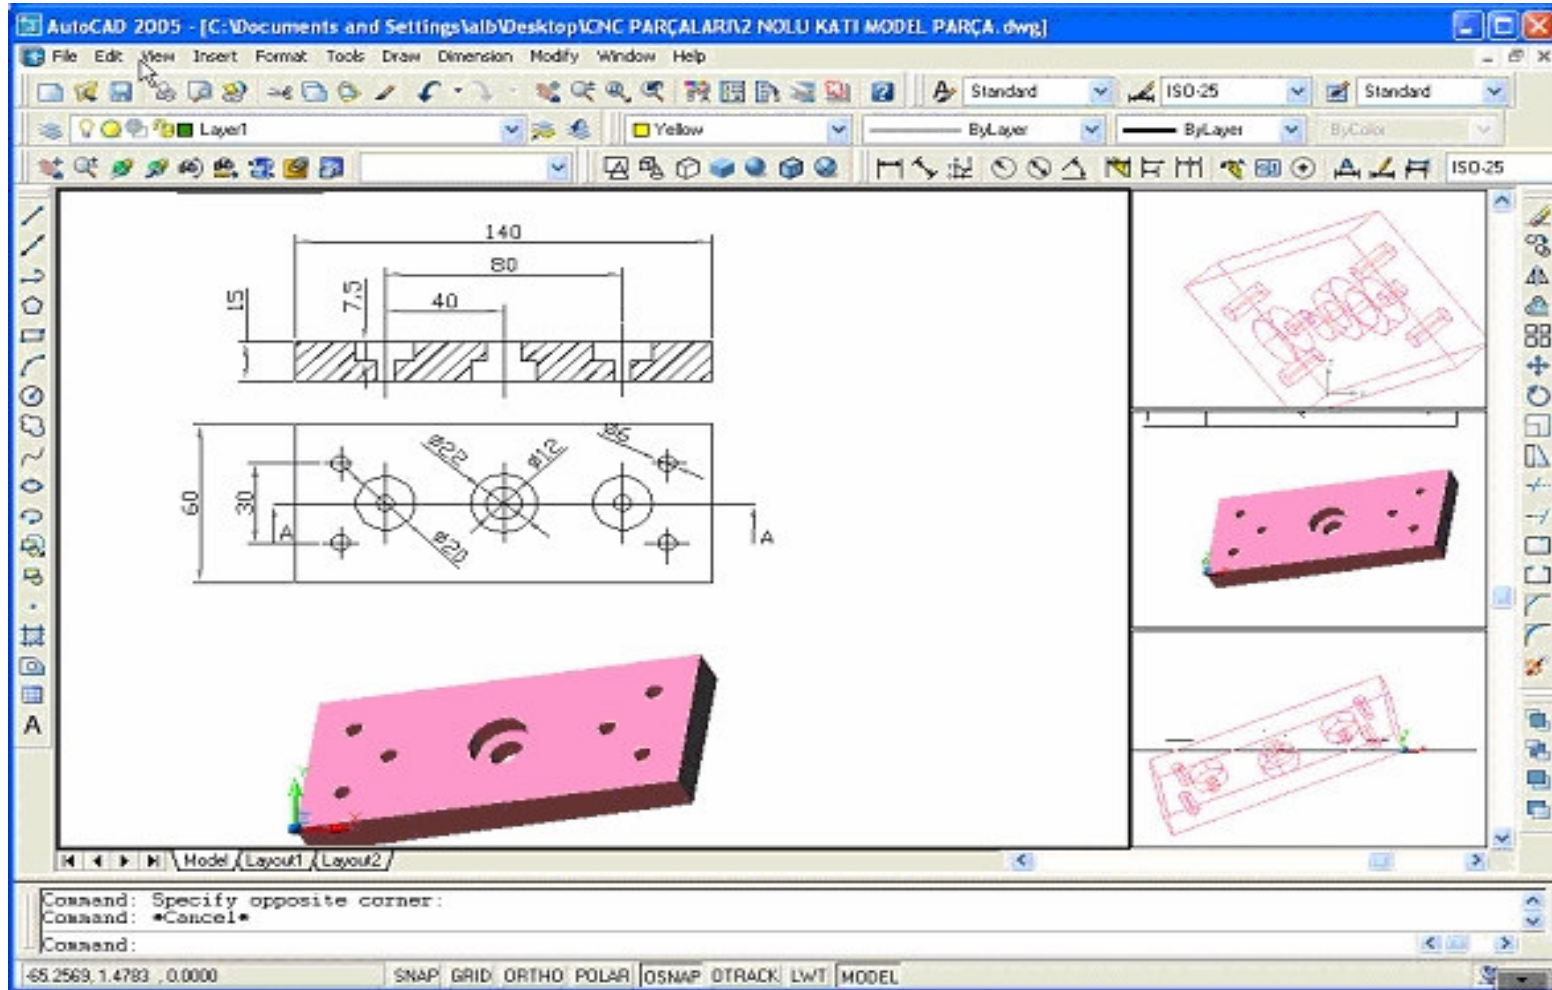 AutoCAD 2005 - [C:\Documents and Settings\alb\Desktop\CNC PARÇALARI\2 NOLU KATI MODEL PARÇA.dwg]
File Edit View Insert Format Tools Draw Dimension Modify Window Help
Standard ISO-25 Standard
Layer1 Yellow ByLayer ByLayer ByColor
ISO-25
140
80
15 7,5 40
ø22 ø12 ø6
60 30
A A
ø20
A
Model Layout1 Layout2
Command: Specify opposite corner:
Command: *Cancel*
Command:
-65.2569, 1.4783 , 0.0000 SNAP GRID ORTHO POLAR OSNAP OTRACK LWT MODEL